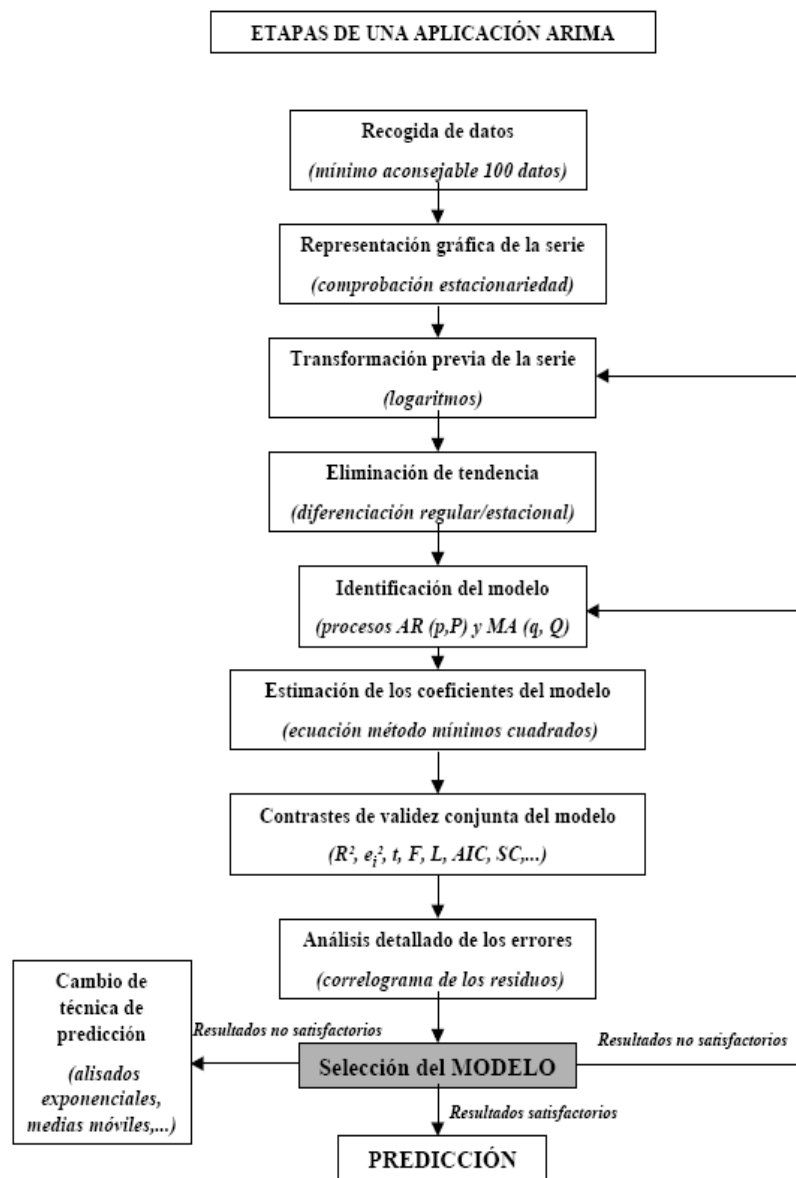 ETAPAS DE UNA APLICACIÓN ARIMA
Recogida de datos
(mínimo aconsejable 100 datos)
Representación gráfica de la serie
(comprobación estacionariedad)
Transformación previa de la serie
(logaritmos)
Eliminación de tendencia
(diferenciación regular/estacional)
Identificación del modelo
(procesos AR (p,P) y MA (q, Q)
Estimación de los coeficientes del modelo
(ecuación método mínimos cuadrados)
Contrastes de validez conjunta del modelo
(R², eᵢ², t, F, L, AIC, SC,...)
Análisis detallado de los errores
(correlograma de los residuos)
Cambio de
técnica de
predicción
(alisados
exponenciales,
medias móviles,...)
Resultados no satisfactorios
Selección del MODELO
Resultados no satisfactorios
Resultados satisfactorios
PREDICCIÓN